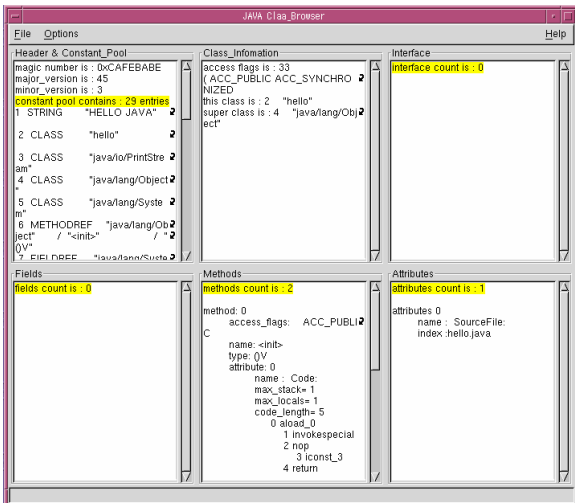 JAVA Claa_Browser
File Options Help
Header & Constant_Pool
magic number is : 0xCAFEBABE
major_version is : 45
minor_version is : 3
constant pool contains : 29 entries
1 STRING "HELLO JAVA"
2 CLASS "hello"
3 CLASS "java/io/PrintStre
am"
4 CLASS "java/lang/Object
"
5 CLASS "java/lang/Syste
m"
6 METHODREF "java/lang/Ob
ject" / "<init>" / "
()V"
7 FIELDREF "java/lang/Syste
Class_Infomation
access flags is : 33
( ACC_PUBLIC ACC_SYNCHRO
NIZED
this class is : 2 "hello"
super class is : 4 "java/lang/Obj
ect"
Interface
interface count is : 0
Fields
fields count is : 0
Methods
methods count is : 2
method: 0
access_flags: ACC_PUBLI
C
name: <init>
type: ()V
attribute: 0
name : Code:
max_stack= 1
max_locals= 1
code_length= 5
0 aload_0
1 invokespecial
2 nop
3 iconst_3
4 return
Attributes
attributes count is : 1
attributes 0
name : SourceFile:
index :hello.java